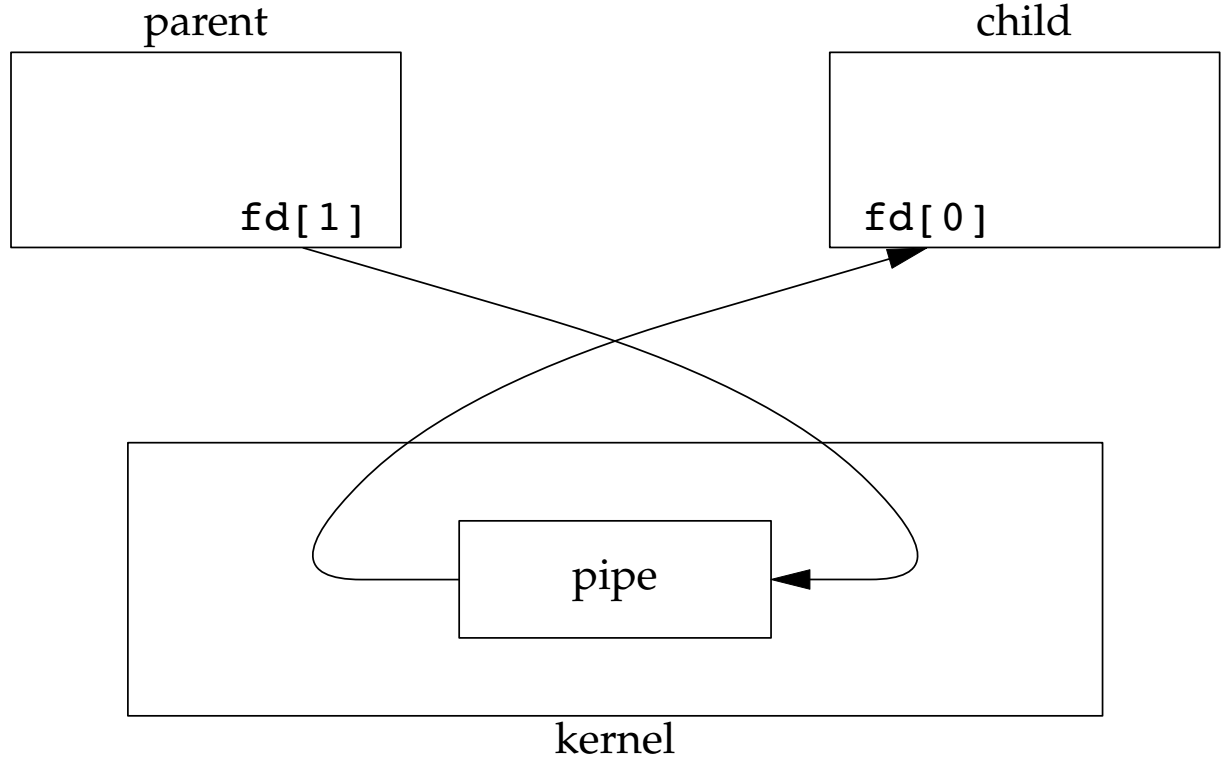 parent
child
fd[1]
fd[0]
pipe
kernel